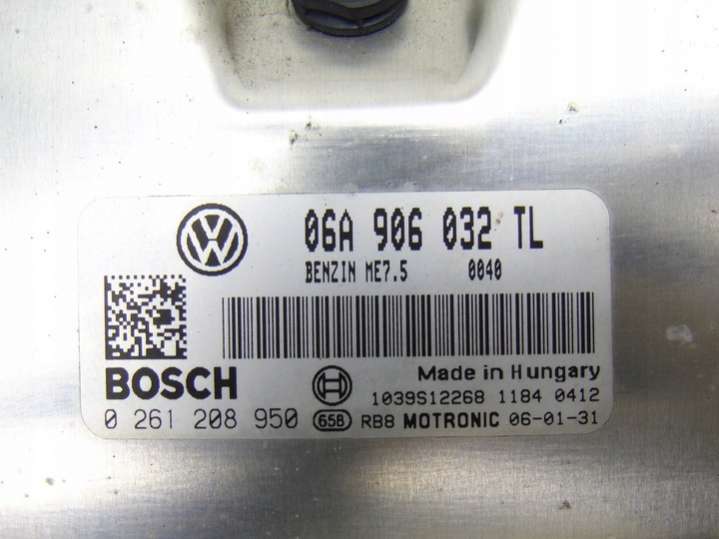 06A 906 032 TL
BENZIN ME7.5 0040
BOSCH
Made in Hungary
1039S12268 1184 0412
0 261 208 950 65B RB8 MOTRONIC 06-01-31